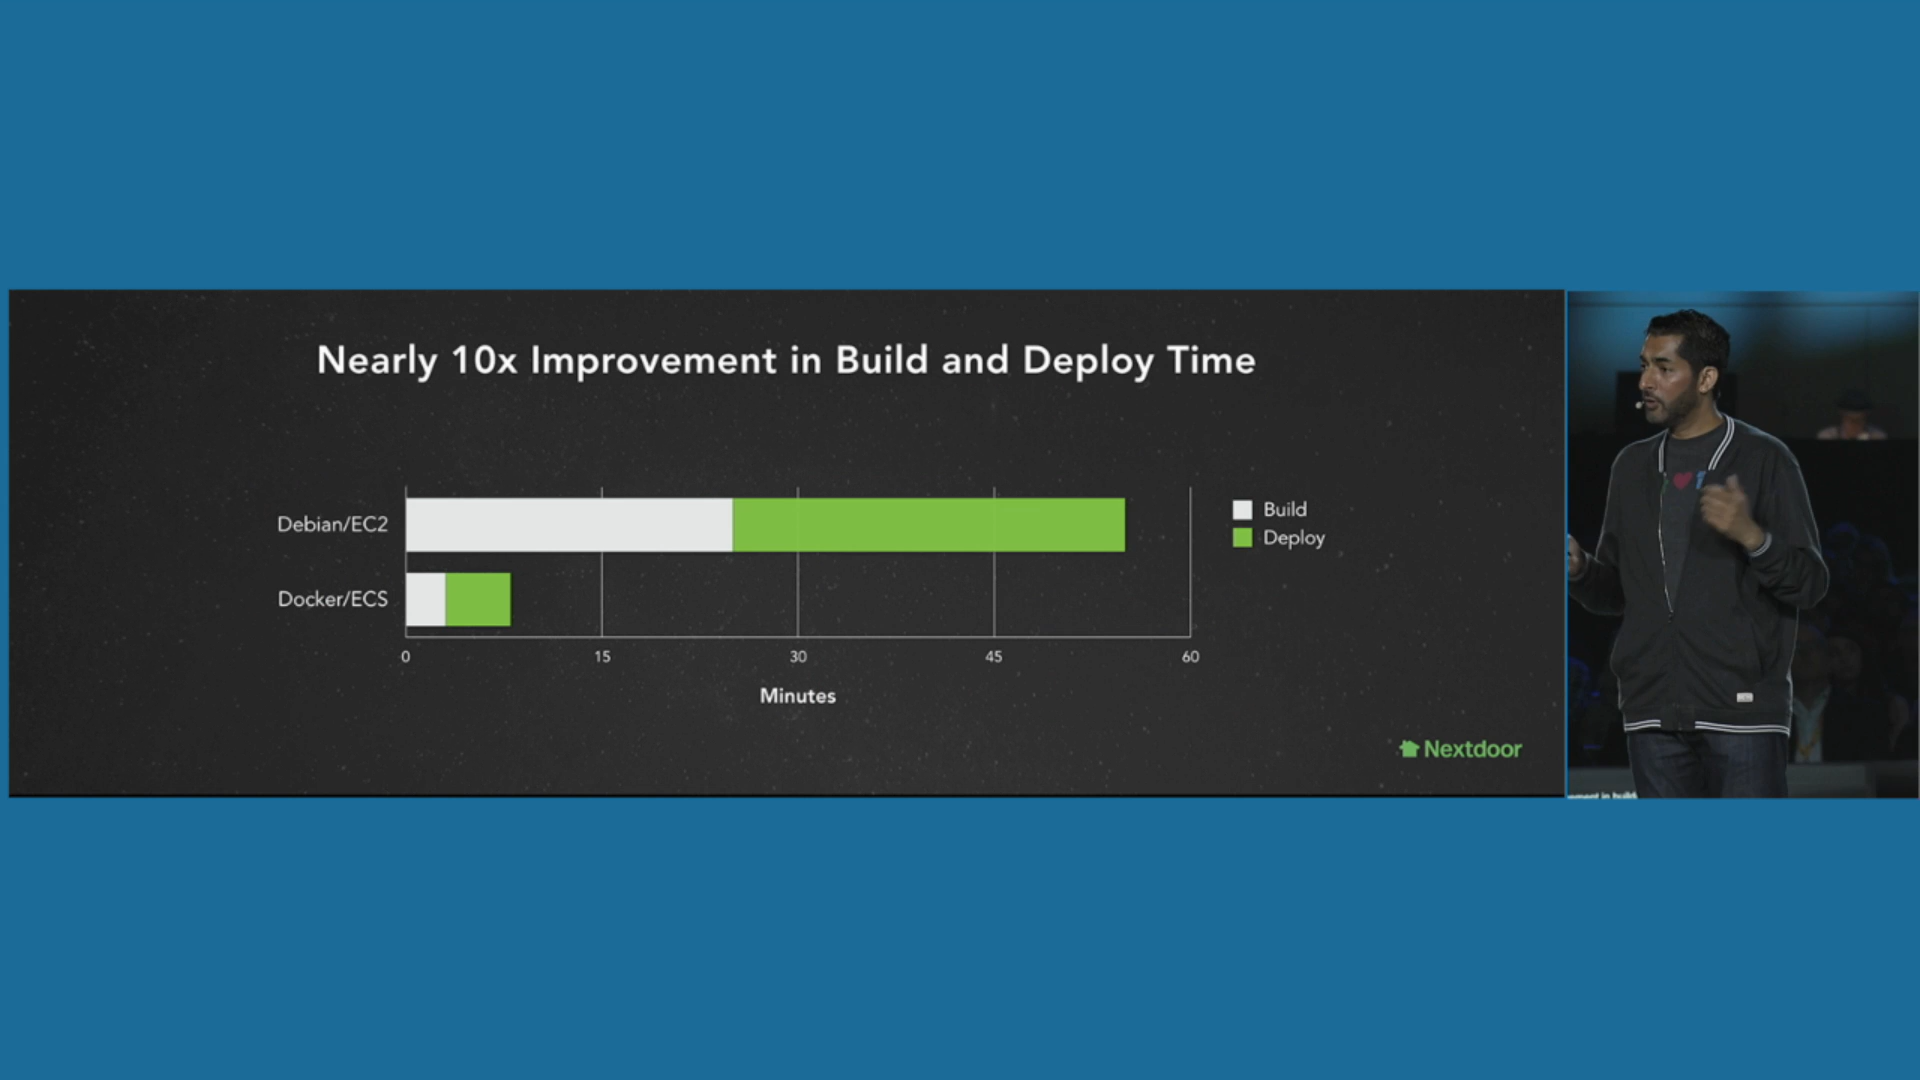 Nearly 10x Improvement in Build and Deploy Time
Debian/EC2
Docker/ECS
Build
Deploy
0 15 30 45 60
Minutes
Nextdoor